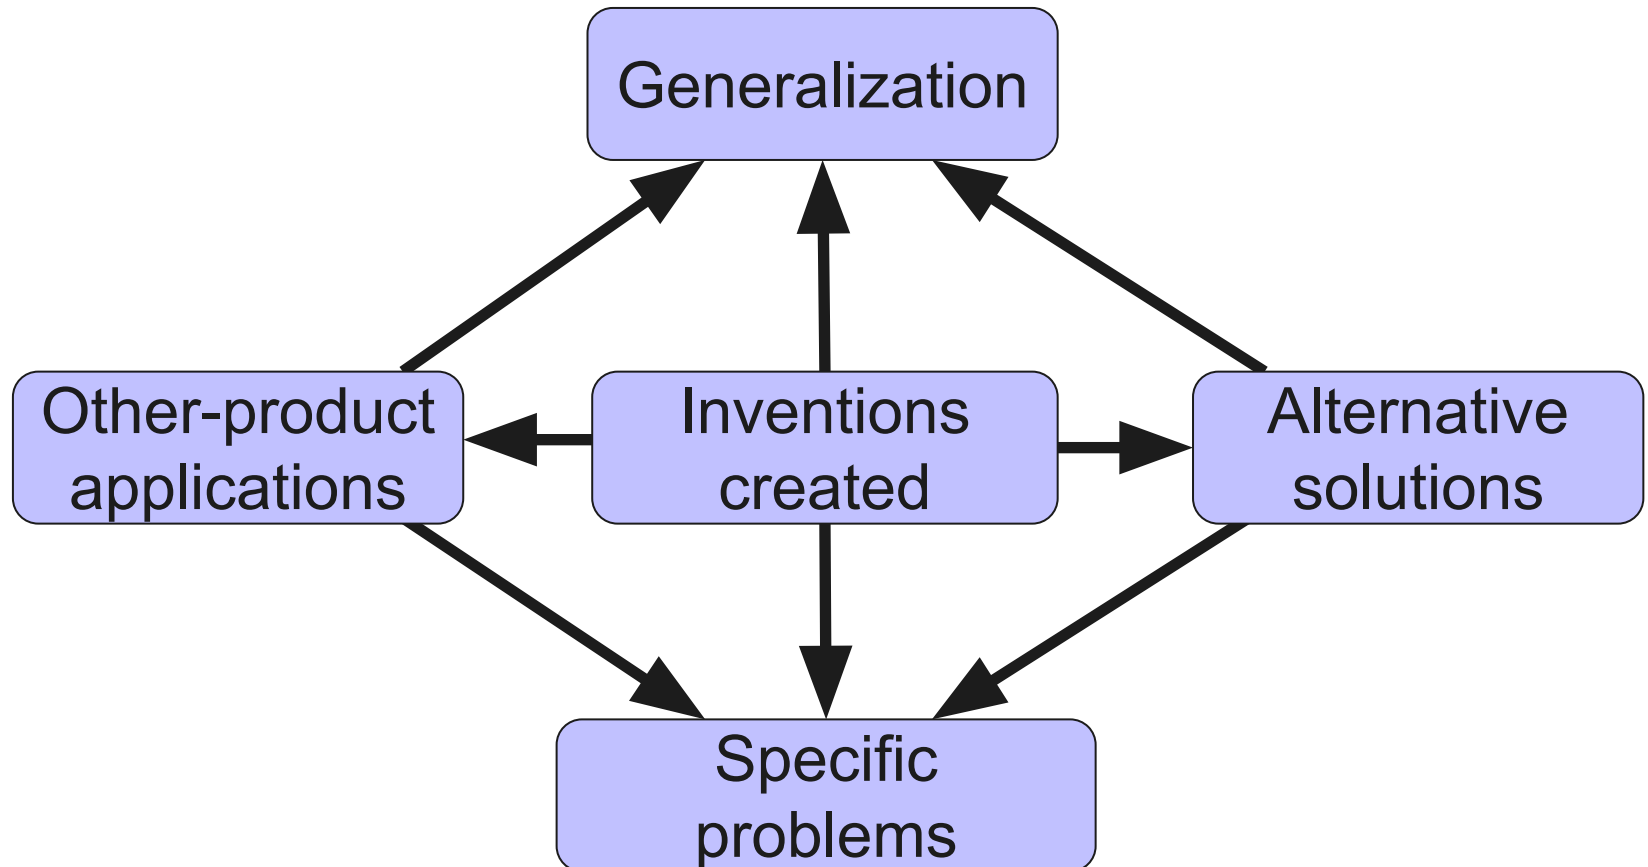 Generalization
Other-product
applications
Inventions
created
Alternative
solutions
Specific
problems